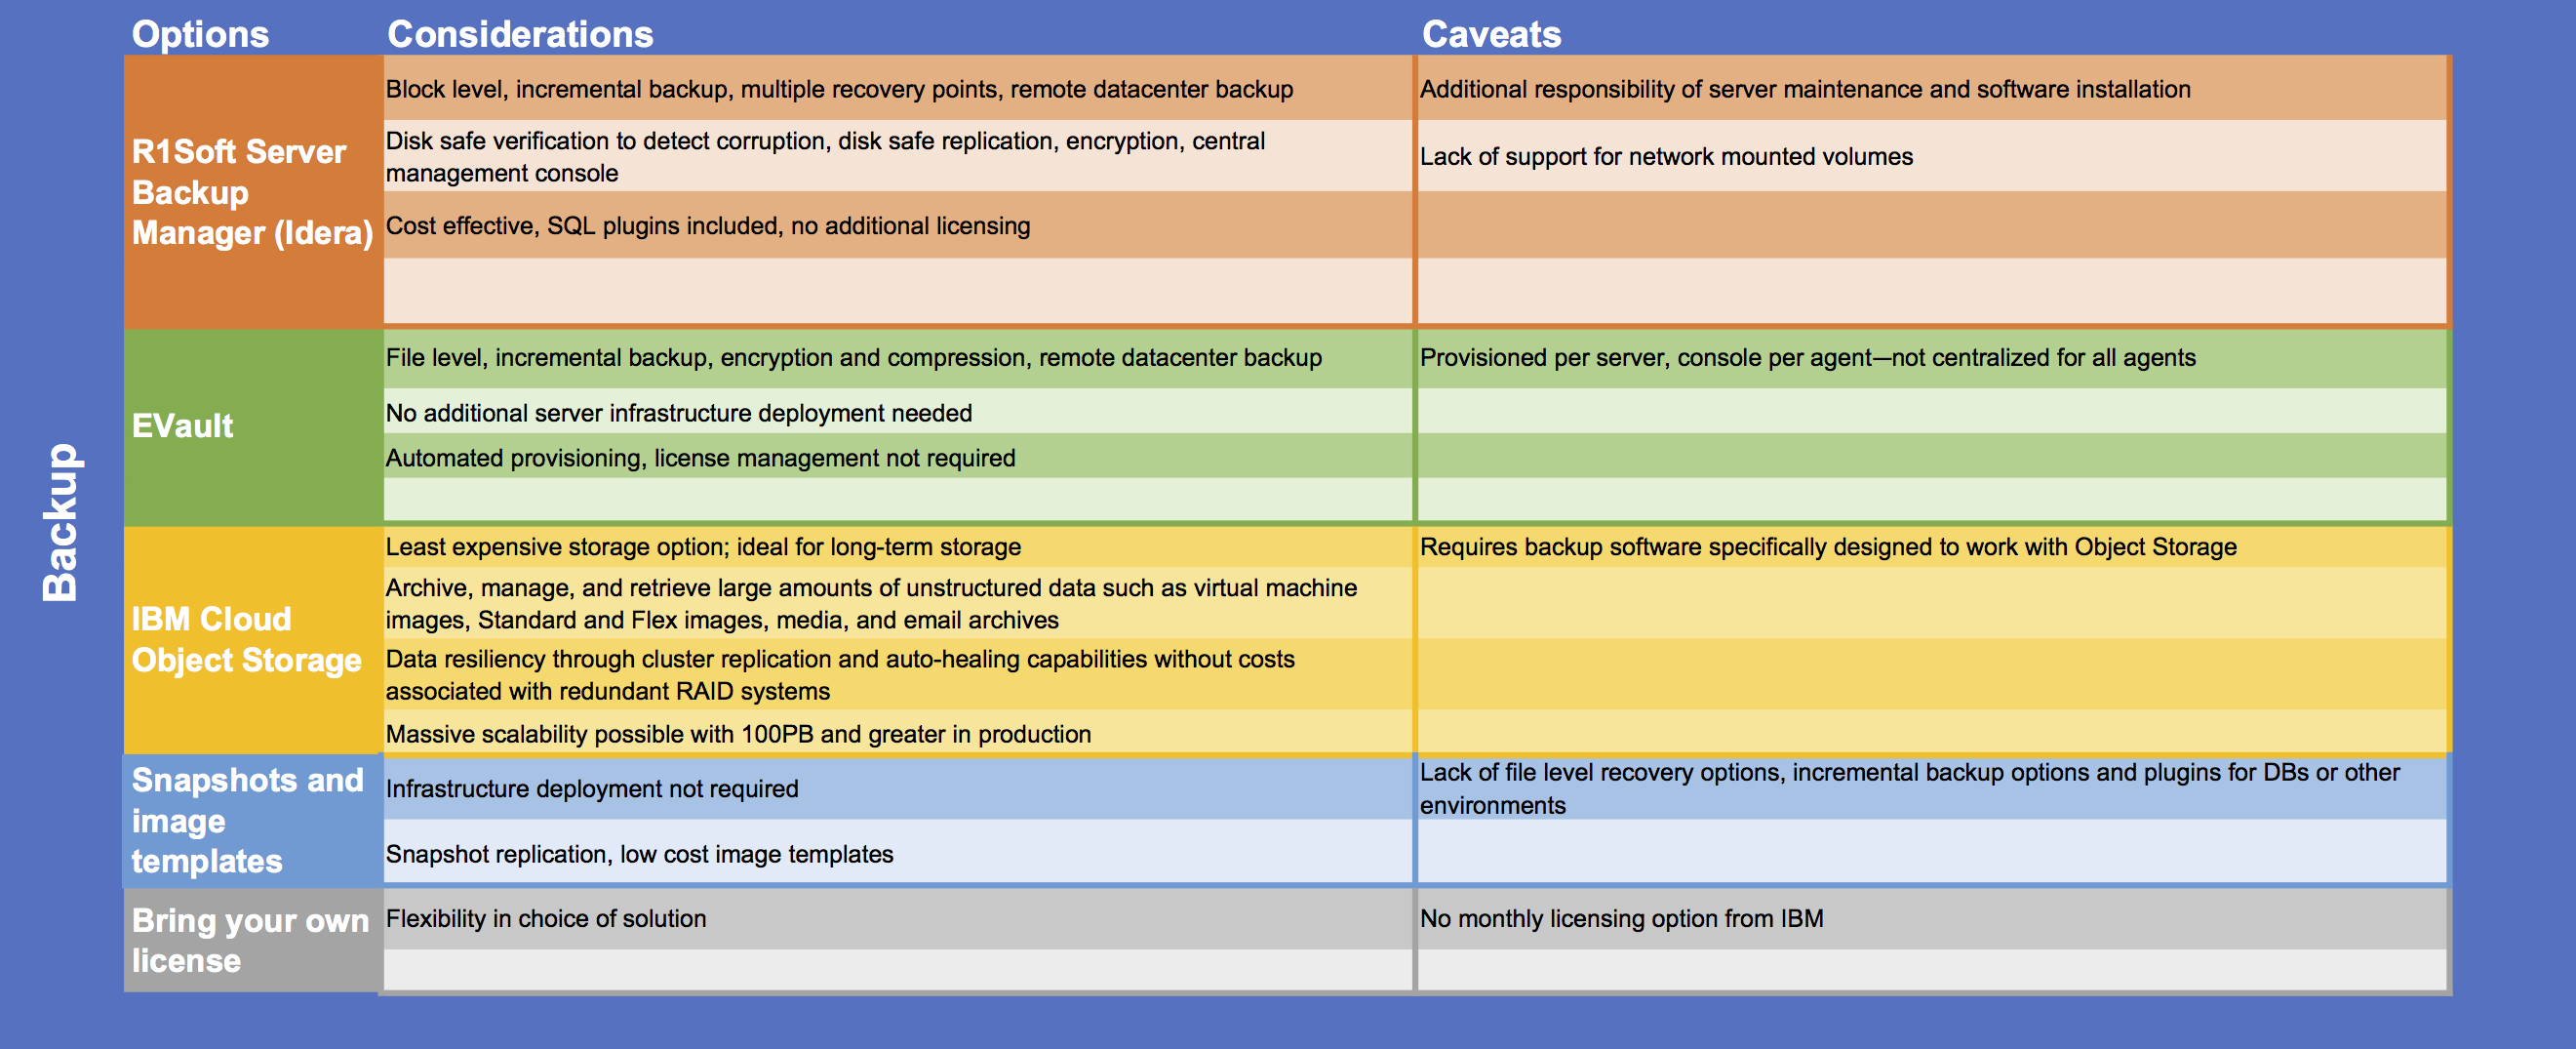 Options
Considerations
Caveats
Backup
R1Soft Server
Backup
Manager (Idera)
Block level, incremental backup, multiple recovery points, remote datacenter backup
Additional responsibility of server maintenance and software installation
Disk safe verification to detect corruption, disk safe replication, encryption, central
management console
Lack of support for network mounted volumes
Cost effective, SQL plugins included, no additional licensing
EVault
File level, incremental backup, encryption and compression, remote datacenter backup
Provisioned per server, console per agent—not centralized for all agents
No additional server infrastructure deployment needed
Automated provisioning, license management not required
IBM Cloud
Object Storage
Least expensive storage option; ideal for long-term storage
Requires backup software specifically designed to work with Object Storage
Archive, manage, and retrieve large amounts of unstructured data such as virtual machine
images, Standard and Flex images, media, and email archives
Data resiliency through cluster replication and auto-healing capabilities without costs
associated with redundant RAID systems
Massive scalability possible with 100PB and greater in production
Snapshots and
image
templates
Infrastructure deployment not required
Lack of file level recovery options, incremental backup options and plugins for DBs or other
environments
Snapshot replication, low cost image templates
Bring your own
license
Flexibility in choice of solution
No monthly licensing option from IBM